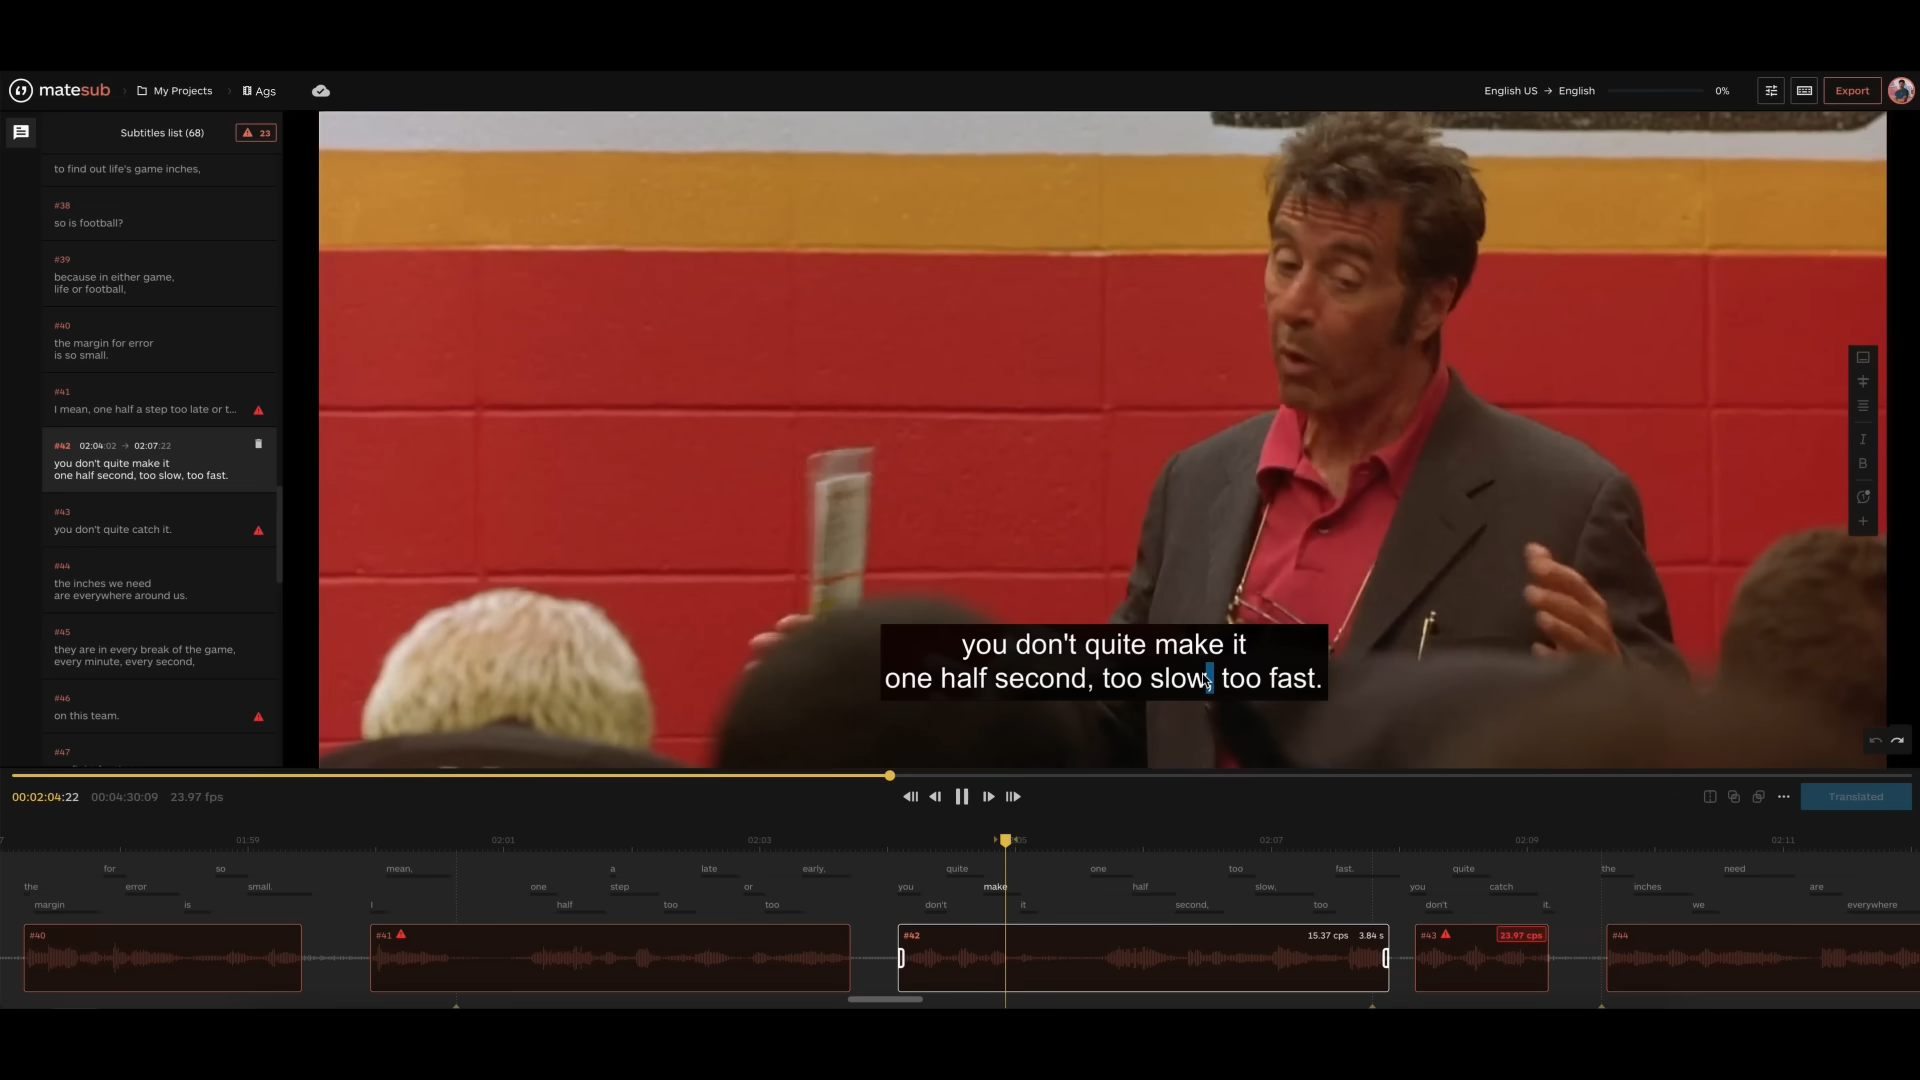 matesub
My Projects
Ags
English US → English
0%
Export
Subtitles list (68)
23
to find out life's game inches,
#38
so is football?
#39
because in either game,
life or football,
#40
the margin for error
is so small.
#41
I mean, one half a step too late or t...
#42 02:04:02 → 02:07:22
you don't quite make it
one half second, too slow, too fast.
#43
you don't quite catch it.
#44
the inches we need
are everywhere around us.
#45
they are in every break of the game,
every minute, every second,
#46
on this team.
#47
you don't quite make it
one half second, too slow, too fast.
I
B
00:02:04:22 00:04:30:09 23.97 fps
Translated
01:59 02:01 02:03 02:07 02:09 02:11
for so mean, a late early, quite one too fast. quite the need
the error small. one step or you make half slow, you catch inches are
margin is I half too too don't it second, too don't it. we everywhere
#40 #41 #42 15.37 cps 3.84 s #43 23.97 cps #44